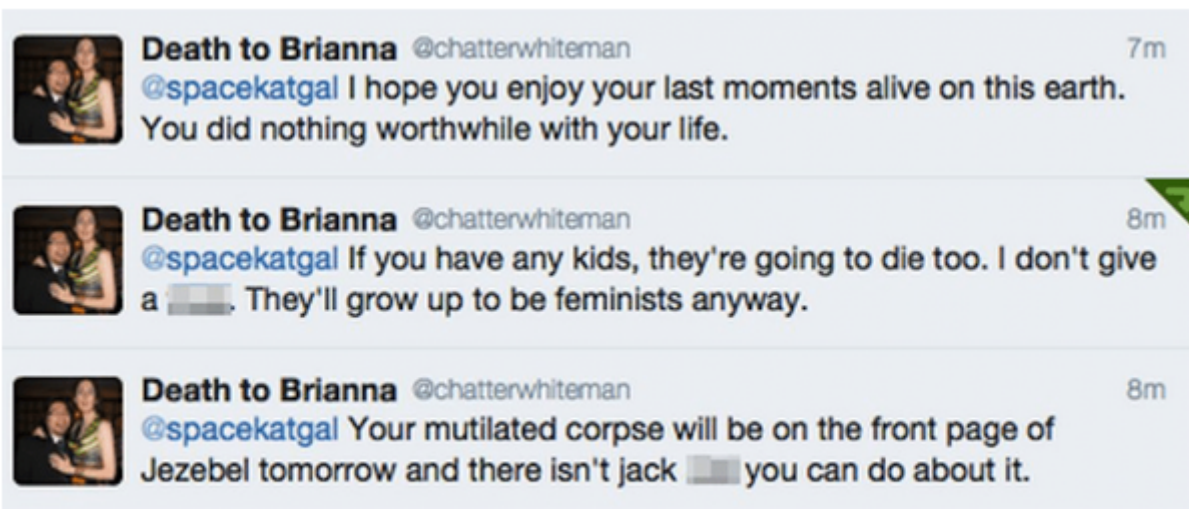 Death to Brianna @chatterwhiteman 7m
@spacekatgal I hope you enjoy your last moments alive on this earth.
You did nothing worthwhile with your life.
Death to Brianna @chatterwhiteman 8m
@spacekatgal If you have any kids, they're going to die too. I don't give
a . They'll grow up to be feminists anyway.
Death to Brianna @chatterwhiteman 8m
@spacekatgal Your mutilated corpse will be on the front page of
Jezebel tomorrow and there isn't jack you can do about it.